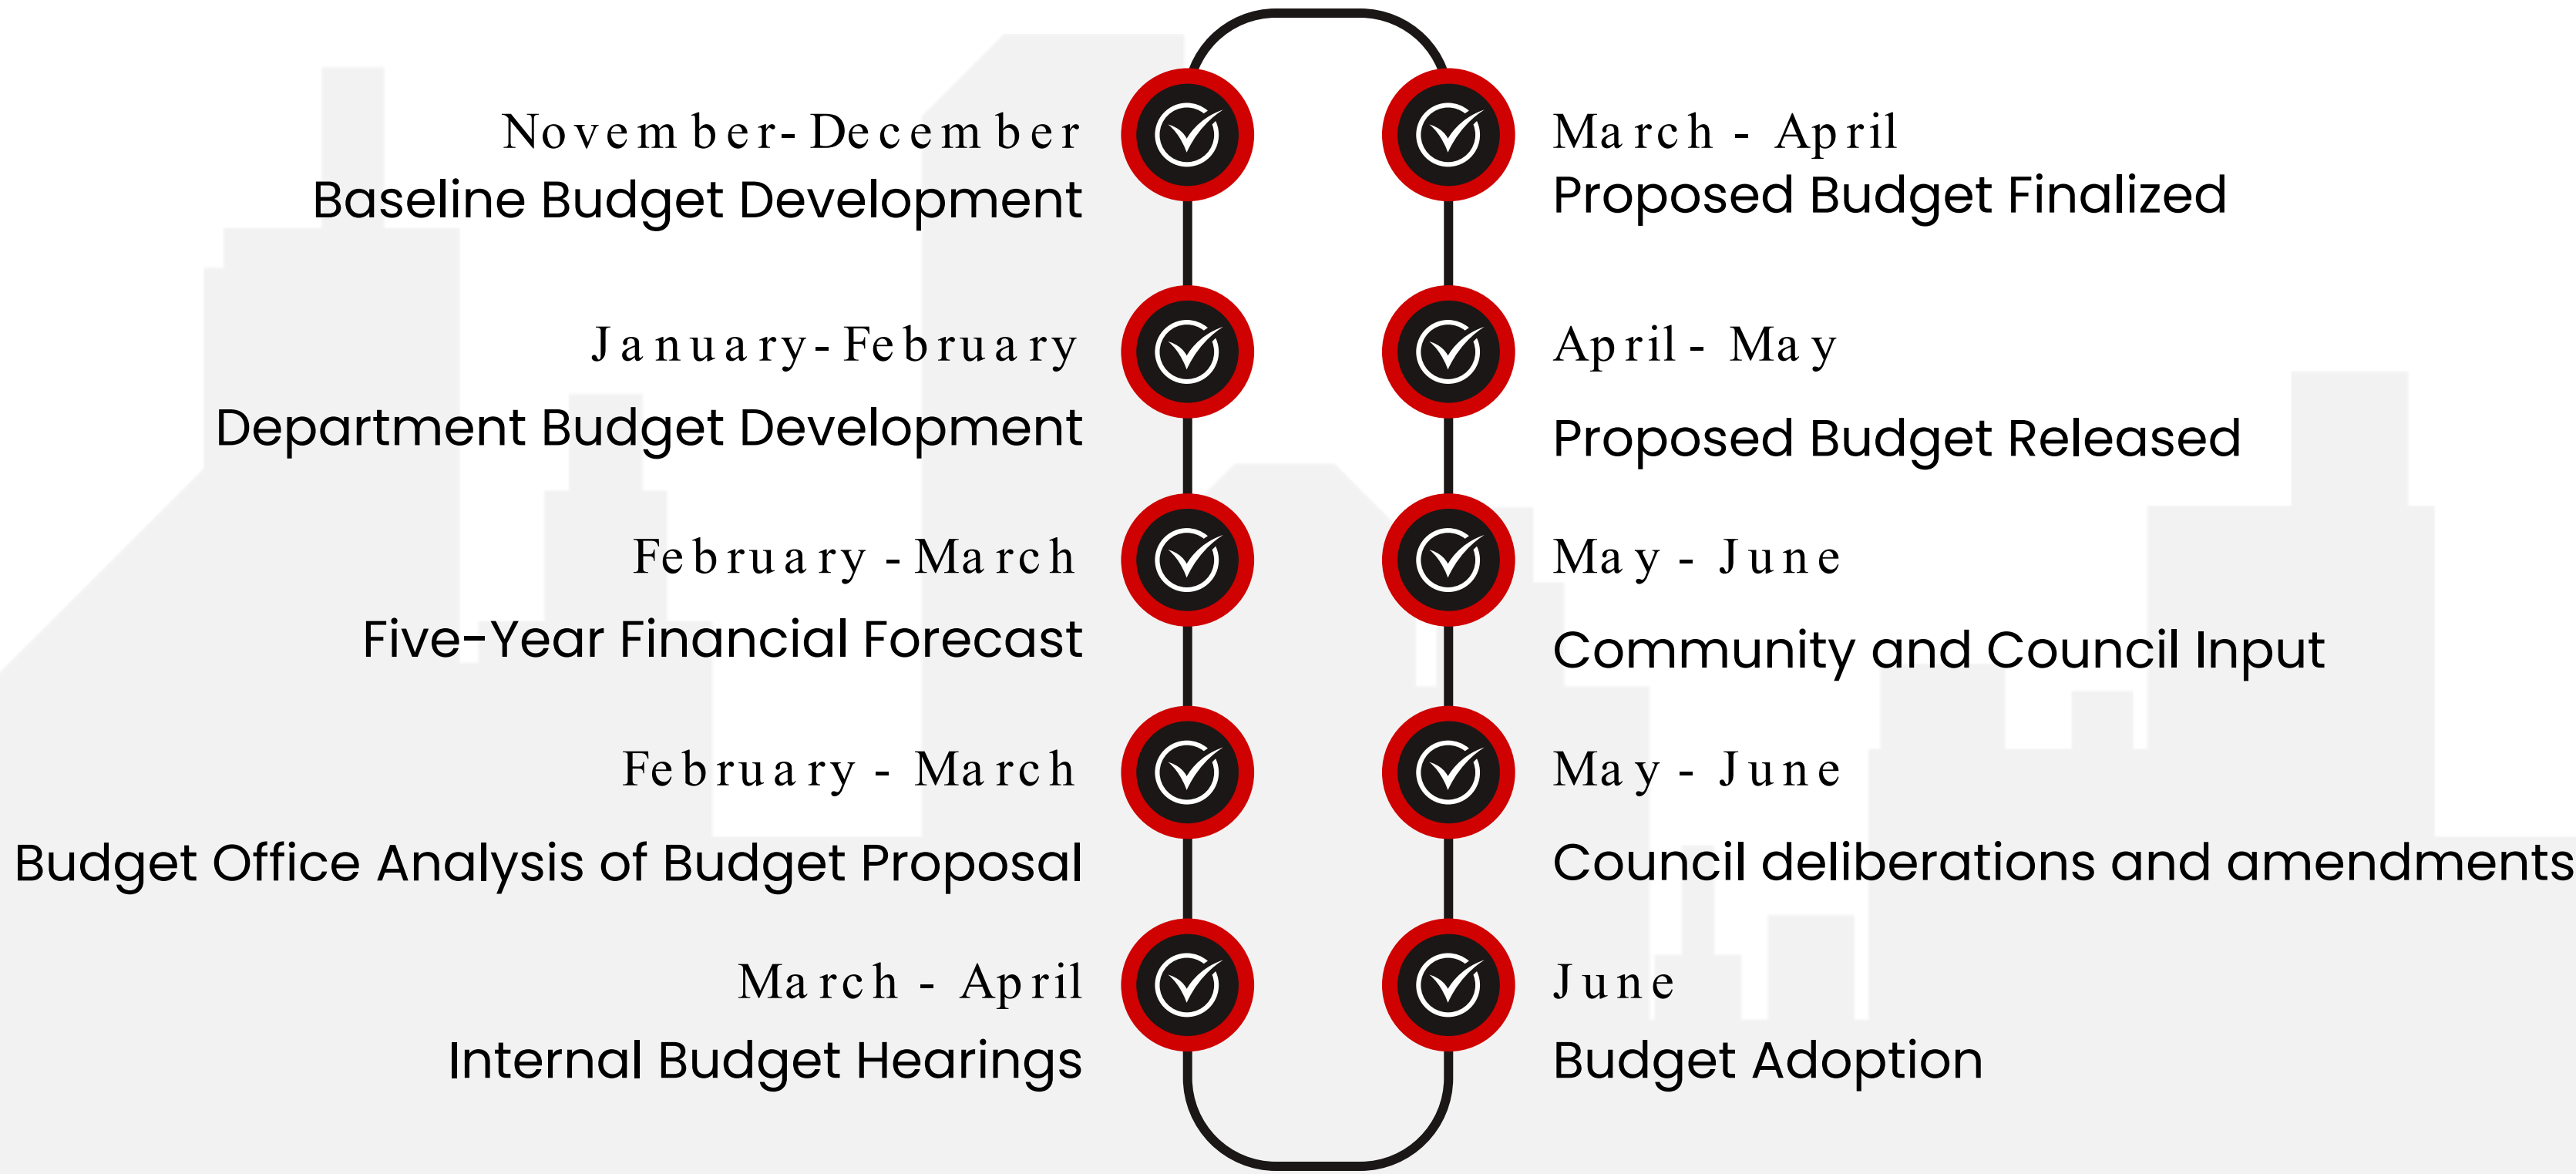 November-December
Baseline Budget Development
January-February
Department Budget Development
February - March
Five-Year Financial Forecast
February - March
Budget Office Analysis of Budget Proposal
March - April
Internal Budget Hearings
March - April
Proposed Budget Finalized
April - May
Proposed Budget Released
May - June
Community and Council Input
May - June
Council deliberations and amendments
June
Budget Adoption